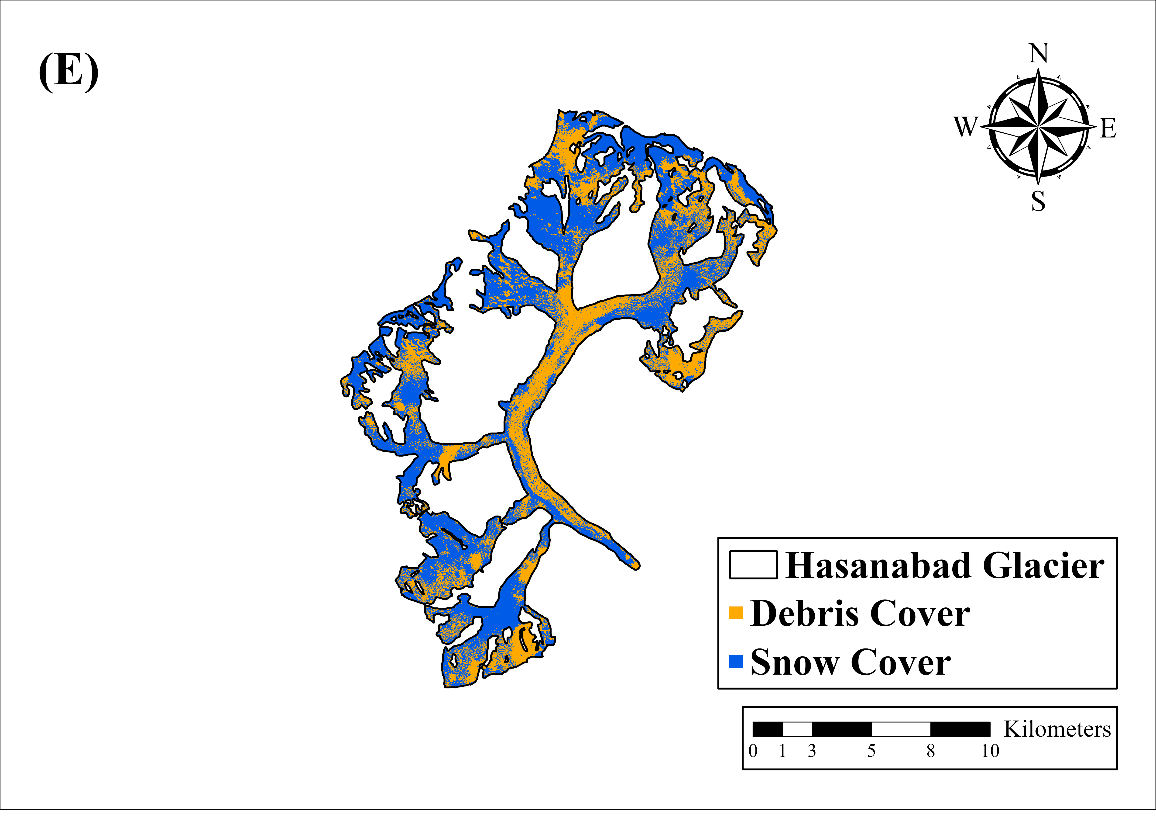 (E)
N
W E
S
Hasanabad Glacier
Debris Cover
Snow Cover
Kilometers
0 1 3 5 8 10